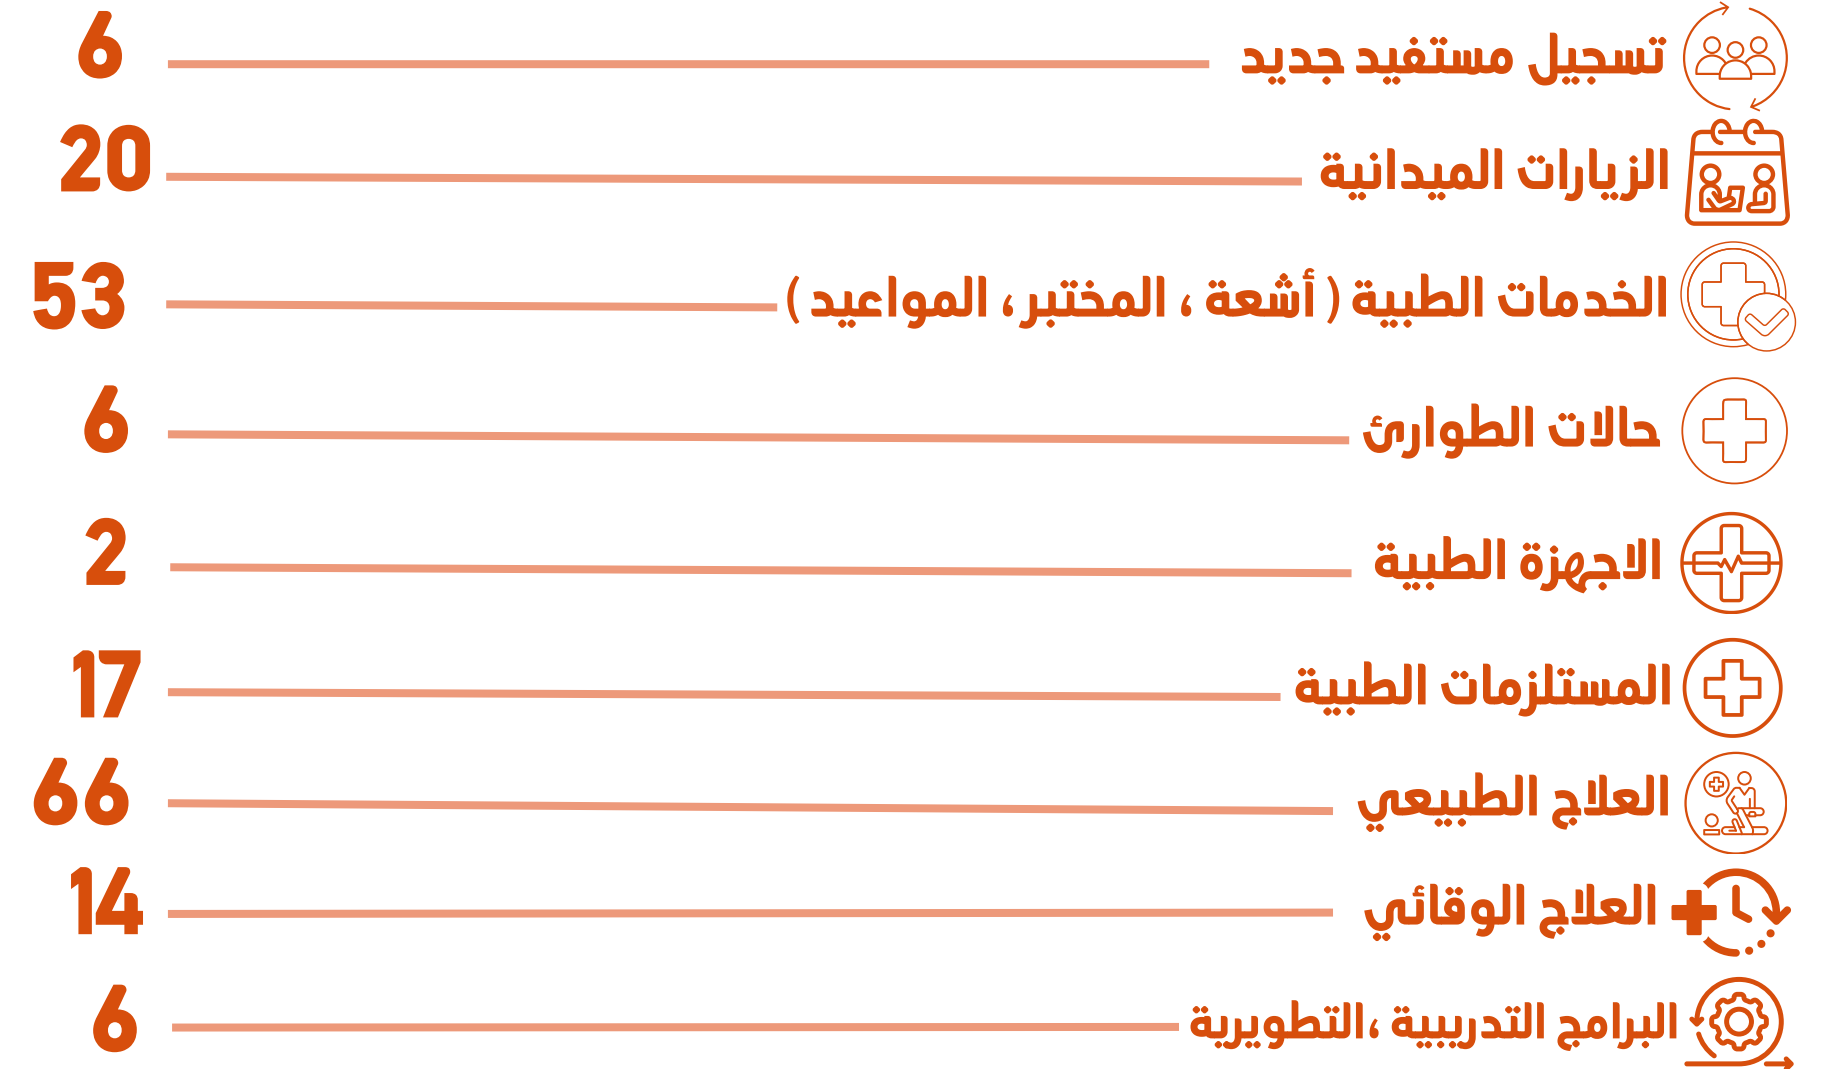 تسجيل مستفيد جديد 6
الزيارات الميدانية 20
الخدمات الطبية ( أشعة ، المختبر ، المواعيد ) 53
حالات الطوارئ 6
الاجهزة الطبية 2
المستلزمات الطبية 17
العلاج الطبيعي 66
العلاج الوقائي 14
البرامج التدريبية ،التطويرية 6